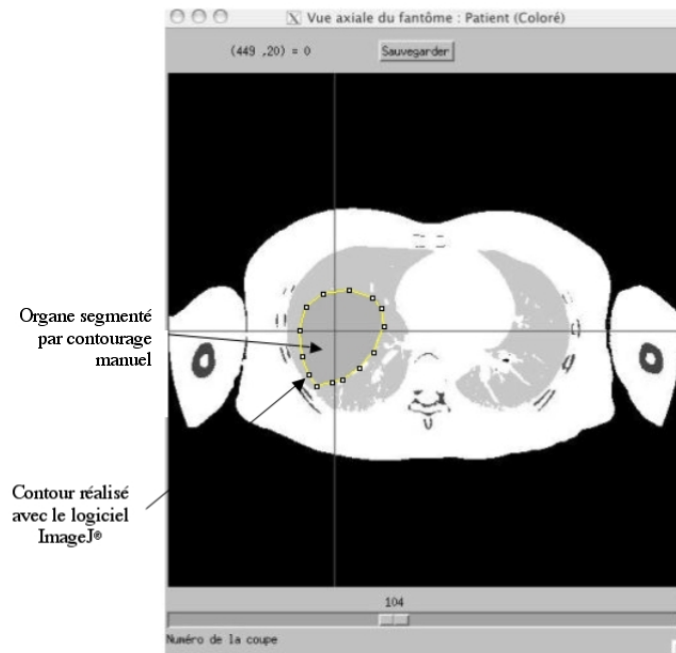 Vue axiale du fantôme : Patient (Coloré)
(449 ,20) = 0
Sauvegarder
Organe segmenté
par contourage
manuel
Contour réalisé
avec le logiciel
ImageJ®
104
Numéro de la coupe